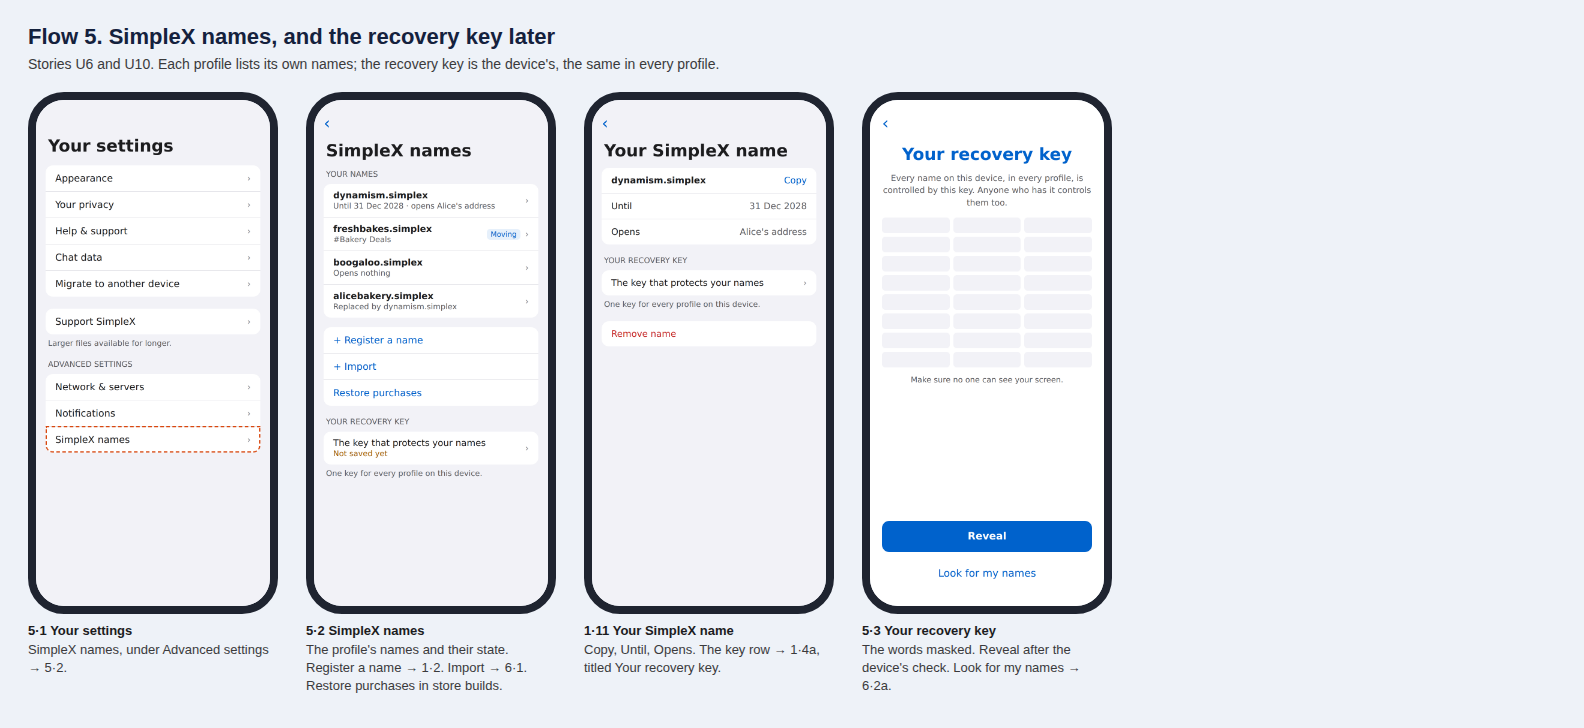 Flow 5. SimpleX names, and the recovery key later
Stories U6 and U10. Each profile lists its own names; the recovery key is the device's, the same in every profile.
Your settings
Appearance
Your privacy
Help & support
Chat data
Migrate to another device
Support SimpleX
Larger files available for longer.
ADVANCED SETTINGS
Network & servers
Notifications
SimpleX names
5·1 Your settings
SimpleX names, under Advanced settings
→ 5·2.
SimpleX names
YOUR NAMES
dynamism.simplex
Until 31 Dec 2028 · opens Alice's address
freshbakes.simplex
#Bakery Deals
Moving
boogaloo.simplex
Opens nothing
alicebakery.simplex
Replaced by dynamism.simplex
+ Register a name
+ Import
Restore purchases
YOUR RECOVERY KEY
The key that protects your names
Not saved yet
One key for every profile on this device.
5·2 SimpleX names
The profile's names and their state.
Register a name → 1·2. Import → 6·1.
Restore purchases in store builds.
Your SimpleX name
dynamism.simplex Copy
Until 31 Dec 2028
Opens Alice's address
YOUR RECOVERY KEY
The key that protects your names
One key for every profile on this device.
Remove name
1·11 Your SimpleX name
Copy, Until, Opens. The key row → 1·4a,
titled Your recovery key.
Your recovery key
Every name on this device, in every profile, is
controlled by this key. Anyone who has it controls
them too.
Make sure no one can see your screen.
Reveal
Look for my names
5·3 Your recovery key
The words masked. Reveal after the
device's check. Look for my names →
6·2a.